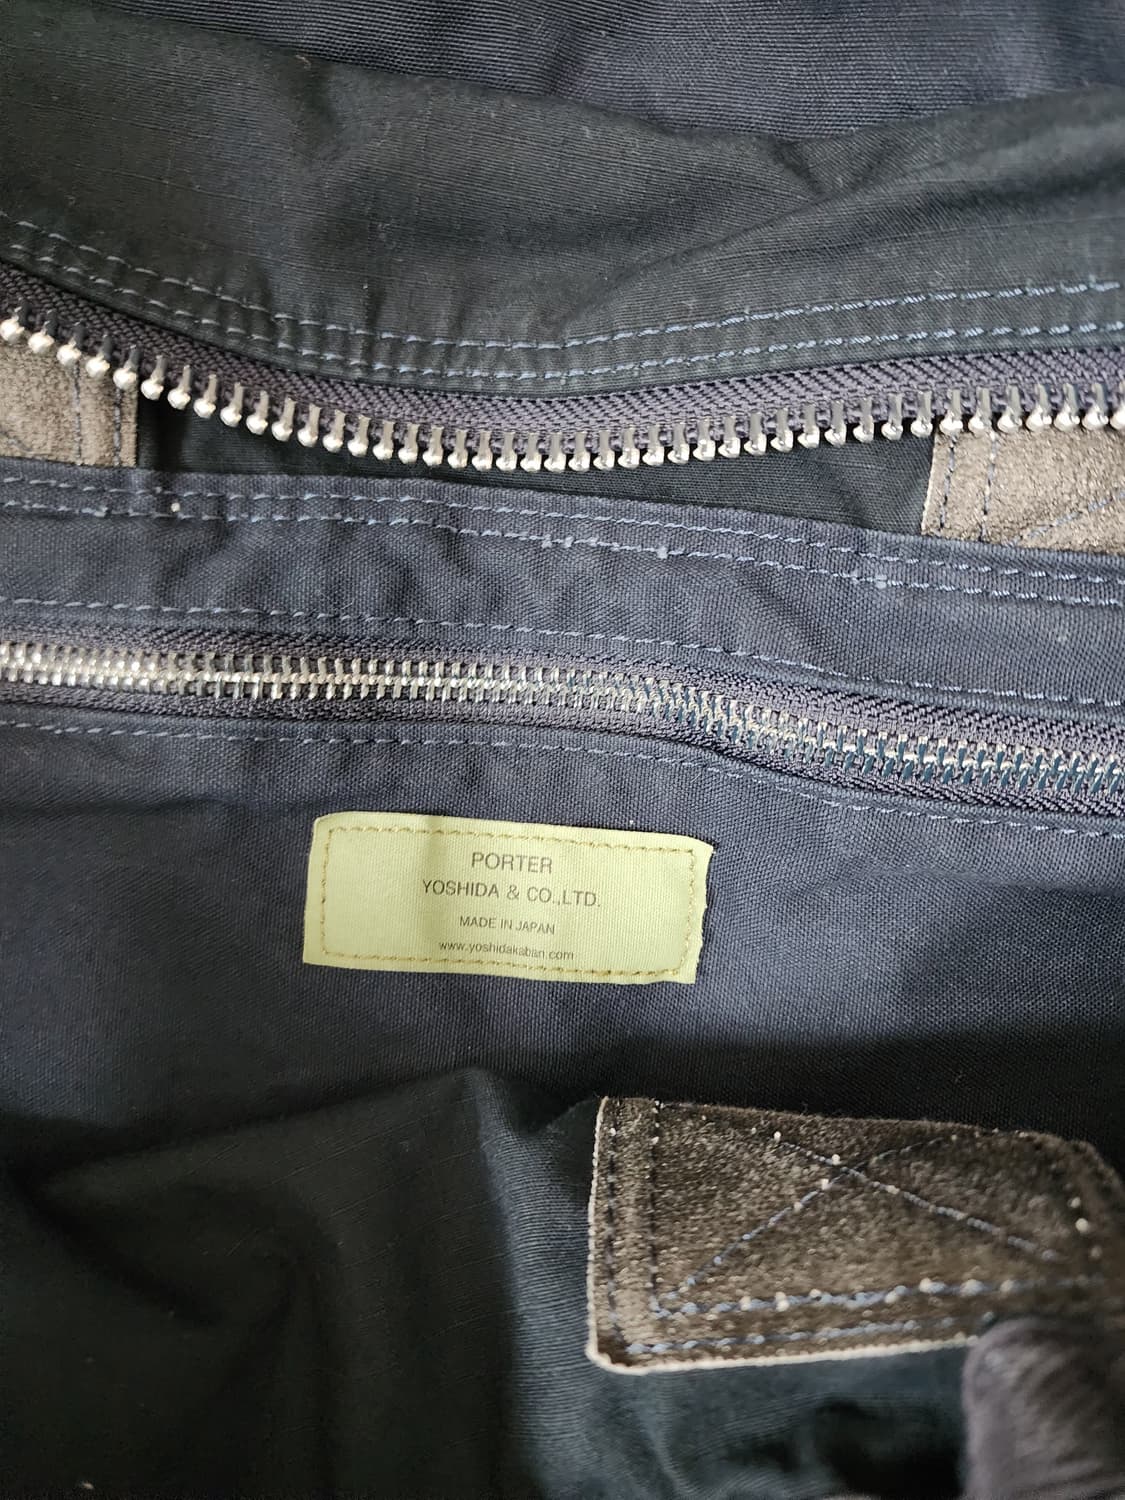 PORTER
YOSHIDA & CO.,LTD.
MADE IN JAPAN
www.yoshidakaban.com